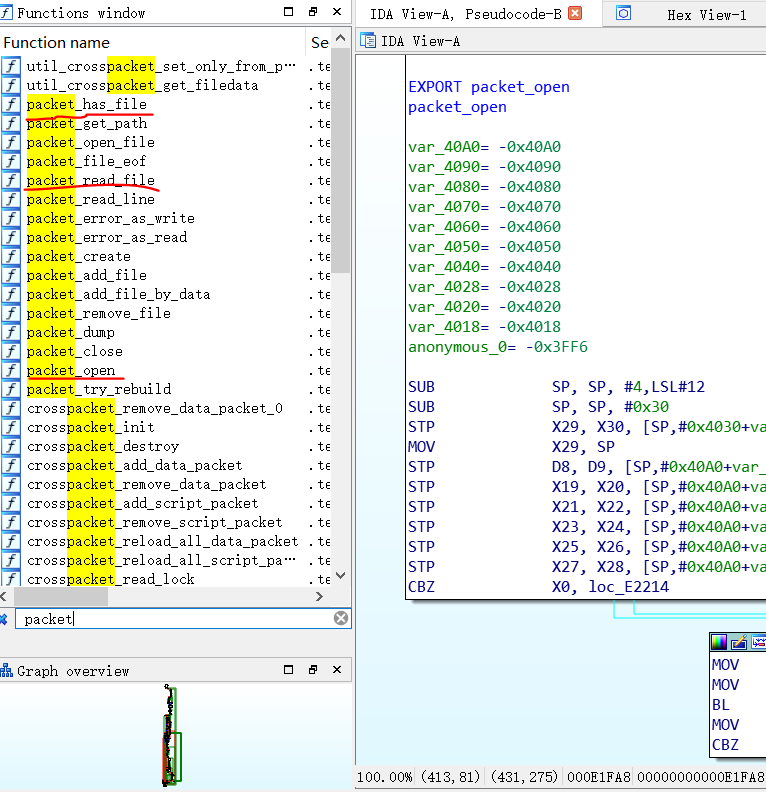 Functions window
Function name
Se
util_crosspacket_set_only_from_p…
.te
util_crosspacket_get_filedata
.te
packet_has_file
.te
packet_get_path
.te
packet_open_file
.te
packet_file_eof
.te
packet_read_file
.te
packet_read_line
.te
packet_error_as_write
.te
packet_error_as_read
.te
packet_create
.te
packet_add_file
.te
packet_add_file_by_data
.te
packet_remove_file
.te
packet_dump
.te
packet_close
.te
packet_open
.te
packet_try_rebuild
.te
crosspacket_remove_data_packet_0
.te
crosspacket_init
.te
crosspacket_destroy
.te
crosspacket_add_data_packet
.te
crosspacket_remove_data_packet
.te
crosspacket_add_script_packet
.te
crosspacket_remove_script_packet
.te
crosspacket_reload_all_data_packet
.te
crosspacket_reload_all_script_pa…
.te
crosspacket_read_lock
.te
packet
Graph overview
IDA View-A, Pseudocode-B
Hex View-1
IDA View-A
EXPORT packet_open
packet_open
var_40A0= -0x40A0
var_4090= -0x4090
var_4080= -0x4080
var_4070= -0x4070
var_4060= -0x4060
var_4050= -0x4050
var_4040= -0x4040
var_4028= -0x4028
var_4020= -0x4020
var_4018= -0x4018
anonymous_0= -0x3FF6
SUB SP, SP, #4,LSL#12
SUB SP, SP, #0x30
STP X29, X30, [SP,#0x4030+va
MOV X29, SP
STP D8, D9, [SP,#0x40A0+var_
STP X19, X20, [SP,#0x40A0+va
STP X21, X22, [SP,#0x40A0+va
STP X23, X24, [SP,#0x40A0+va
STP X25, X26, [SP,#0x40A0+va
STP X27, X28, [SP,#0x40A0+va
CBZ X0, loc_E2214
MOV
MOV
BL
MOV
CBZ
100.00% (413,81) (431,275) 000E1FA8 00000000000E1FA8